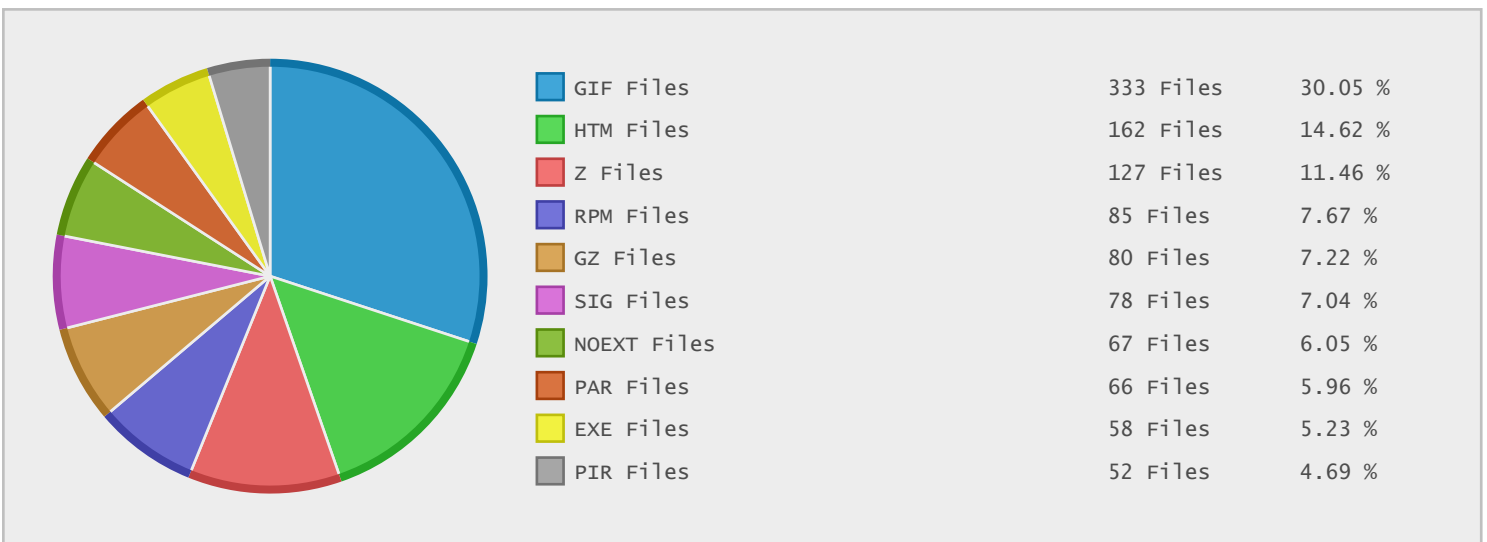 GIF Files 333 Files 30.05 %
HTM Files 162 Files 14.62 %
Z Files 127 Files 11.46 %
RPM Files 85 Files 7.67 %
GZ Files 80 Files 7.22 %
SIG Files 78 Files 7.04 %
NOEXT Files 67 Files 6.05 %
PAR Files 66 Files 5.96 %
EXE Files 58 Files 5.23 %
PIR Files 52 Files 4.69 %